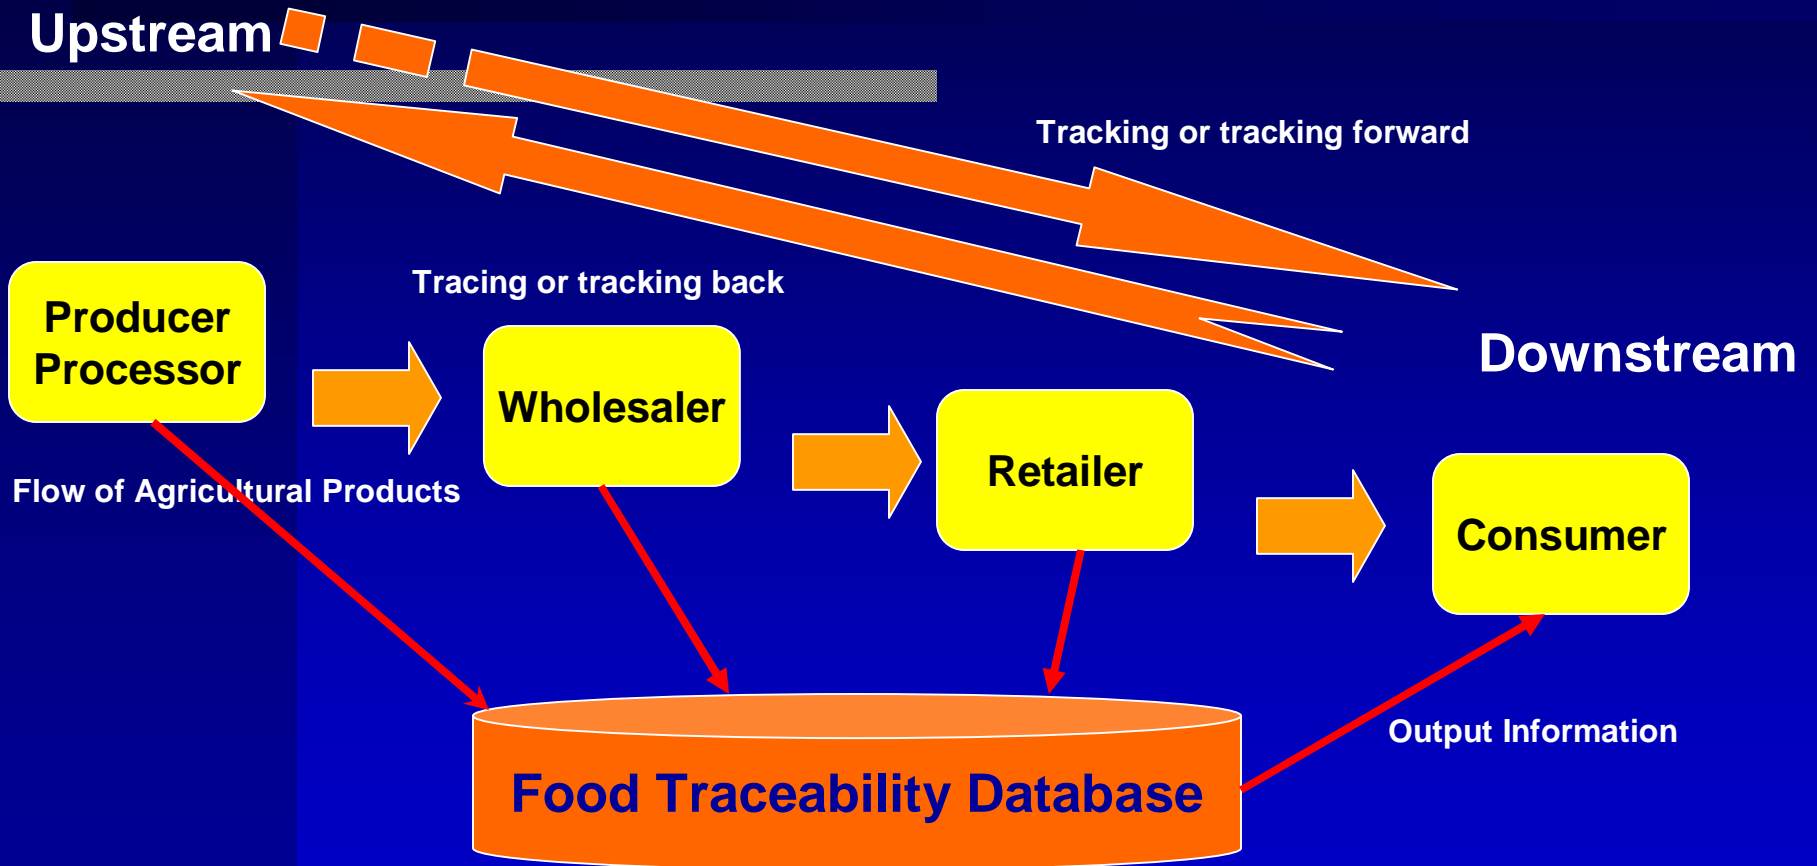 Upstream
Tracking or tracking forward
Tracing or tracking back
Producer
Processor
Wholesaler
Downstream
Retailer
Flow of Agricultural Products
Consumer
Output Information
Food Traceability Database